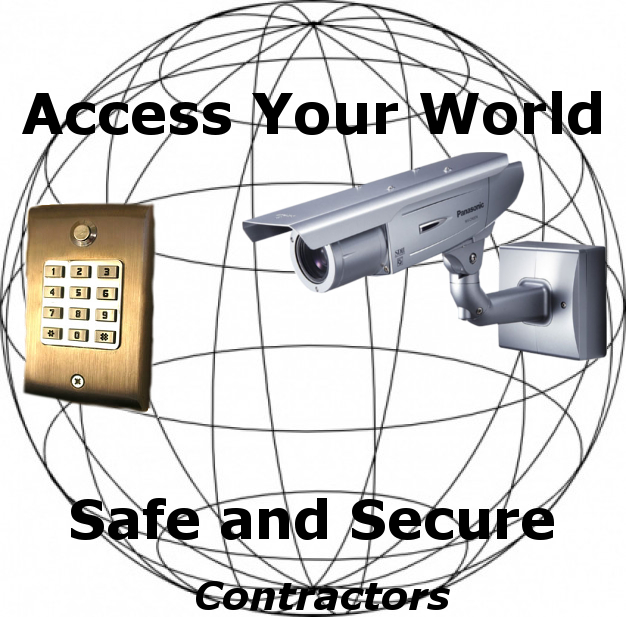 Access Your World
Panasonic
1 2 3
4 5 6
7 8 9
* 0 #
Safe and Secure
Contractors